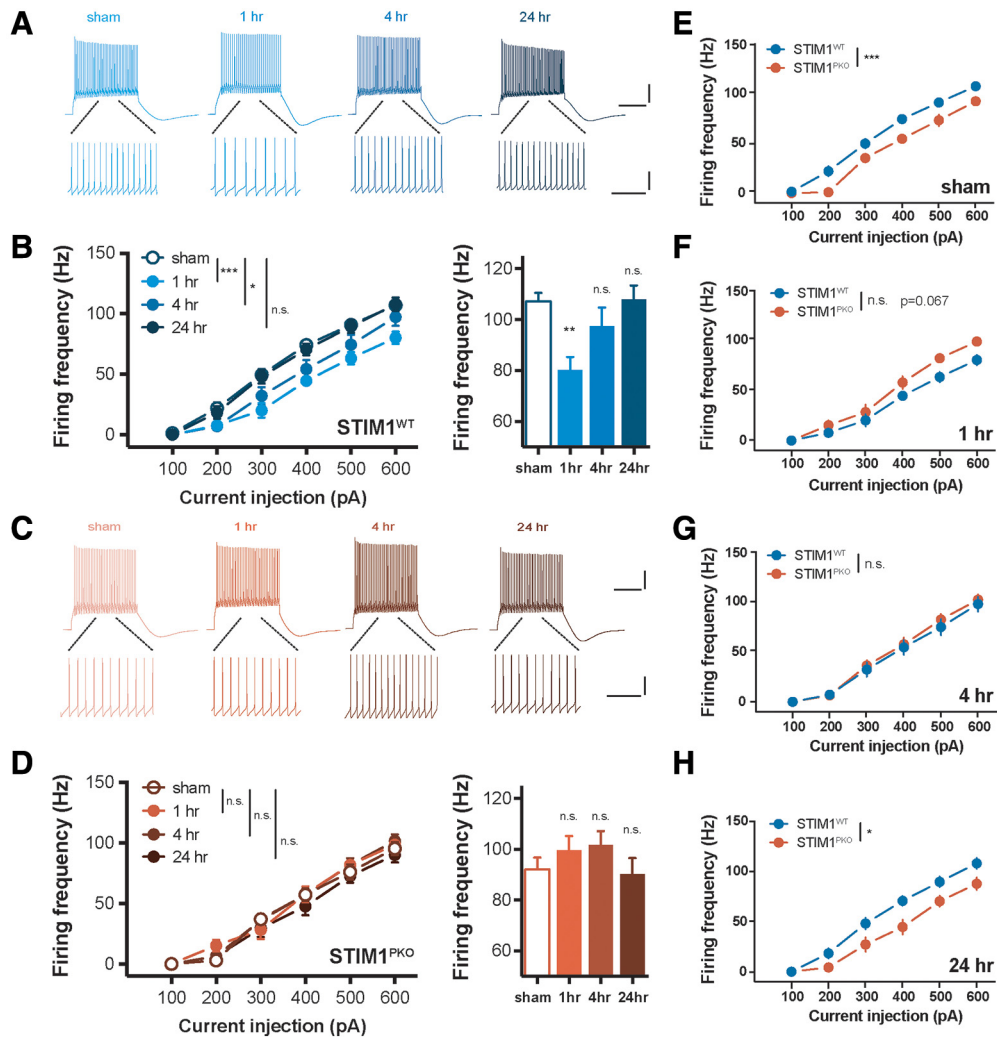 A
sham
1 hr
4 hr
24 hr
B
Firing frequency (Hz)
150
100
50
0
sham
1 hr
4 hr
24 hr
***
*
n.s.
STIM1WT
100 200 300 400 500 600
Current injection (pA)
Firing frequency (Hz)
120
100
80
60
**
n.s.
n.s.
sham 1hr 4hr 24hr
C
sham
1 hr
4 hr
24 hr
D
Firing frequency (Hz)
150
100
50
0
sham
1 hr
4 hr
24 hr
n.s.
n.s.
n.s.
STIM1PKO
100 200 300 400 500 600
Current injection (pA)
Firing frequency (Hz)
120
100
80
60
n.s.
n.s.
n.s.
sham 1hr 4hr 24hr
E
Firing frequency (Hz)
150
100
50
0
STIM1WT
STIM1PKO
***
sham
100 200 300 400 500 600
Current injection (pA)
F
Firing frequency (Hz)
150
100
50
0
STIM1WT
STIM1PKO
n.s. p=0.067
1 hr
100 200 300 400 500 600
Current injection (pA)
G
Firing frequency (Hz)
150
100
50
0
STIM1WT
STIM1PKO
n.s.
4 hr
100 200 300 400 500 600
Current injection (pA)
H
Firing frequency (Hz)
150
100
50
0
STIM1WT
STIM1PKO
*
24 hr
100 200 300 400 500 600
Current injection (pA)